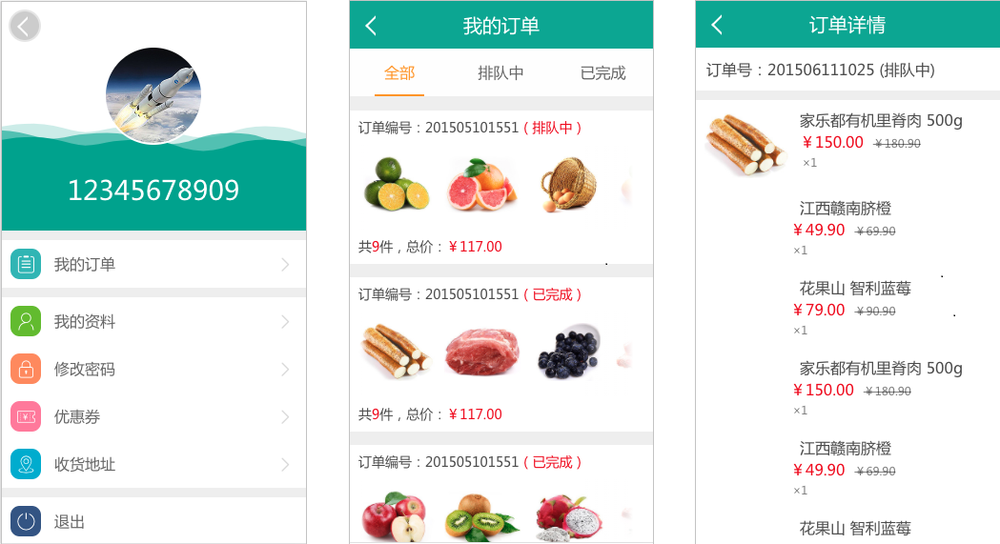 12345678909
我的订单
我的资料
修改密码
优惠券
收货地址
退出
我的订单
全部 排队中 已完成
订单编号：201505101551 ( 排队中 )
共9件，总价：￥117.00
订单编号：201505101551 ( 已完成 )
共9件，总价：￥117.00
订单编号：201505101551 ( 已完成 )
订单详情
订单号：201506111025 (排队中)
家乐都有机里脊肉 500g
￥150.00 ￥180.90
×1
江西赣南脐橙
￥49.90 ￥69.90
×1
花果山 智利蓝莓
￥79.00 ￥90.90
×1
家乐都有机里脊肉 500g
￥150.00 ￥180.90
×1
江西赣南脐橙
￥49.90 ￥69.90
×1
花果山 智利蓝莓